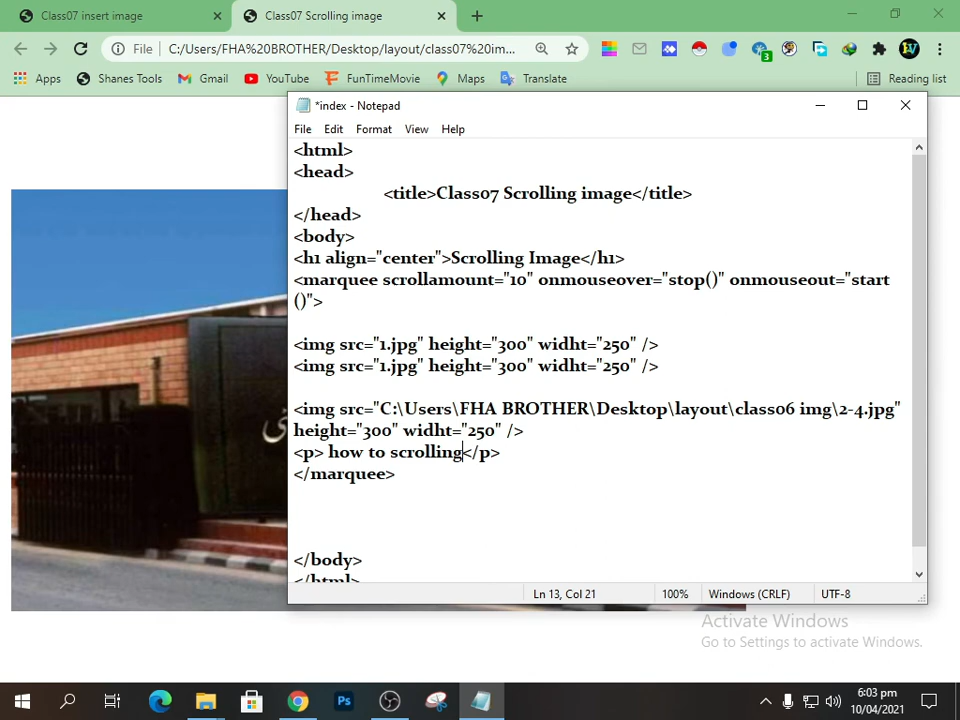 Class07 insert image
Class07 Scrolling image
File
C:/Users/FHA%20BROTHER/Desktop/layout/class07%20im...
3
Apps
Shanes Tools
Gmail
YouTube
FunTimeMovie
Maps
Translate
Reading list
*index - Notepad
File Edit Format View Help
<html>
<head>
<title>Class07 Scrolling image</title>
</head>
<body>
<h1 align="center">Scrolling Image</h1>
<marquee scrollamount="10" onmouseover="stop()" onmouseout="start
()">
<img src="1.jpg" height="300" widht="250" />
<img src="1.jpg" height="300" widht="250" />
<img src="C:\Users\FHA BROTHER\Desktop\layout\class06 img\2-4.jpg"
height="300" widht="250" />
<p> how to scrolling</p>
</marquee>
</body>
</html>
Ln 13, Col 21
100%
Windows (CRLF)
UTF-8
Activate Windows
Go to Settings to activate Windows.
Ps
6:03 pm
10/04/2021